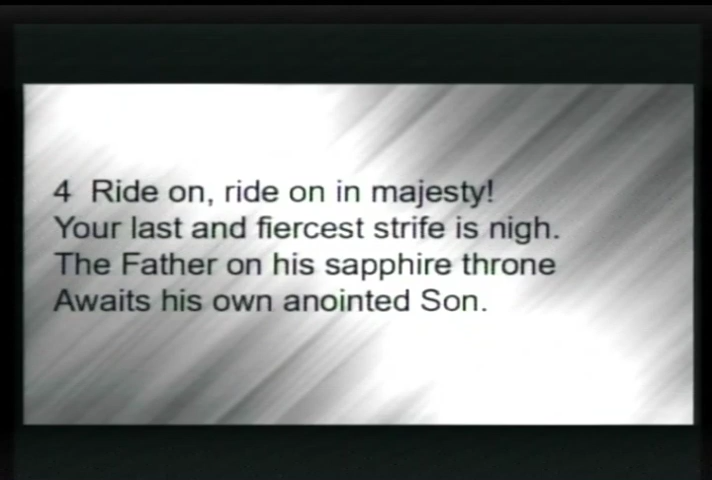 4 Ride on, ride on in majesty!
Your last and fiercest strife is nigh.
The Father on his sapphire throne
Awaits his own anointed Son.